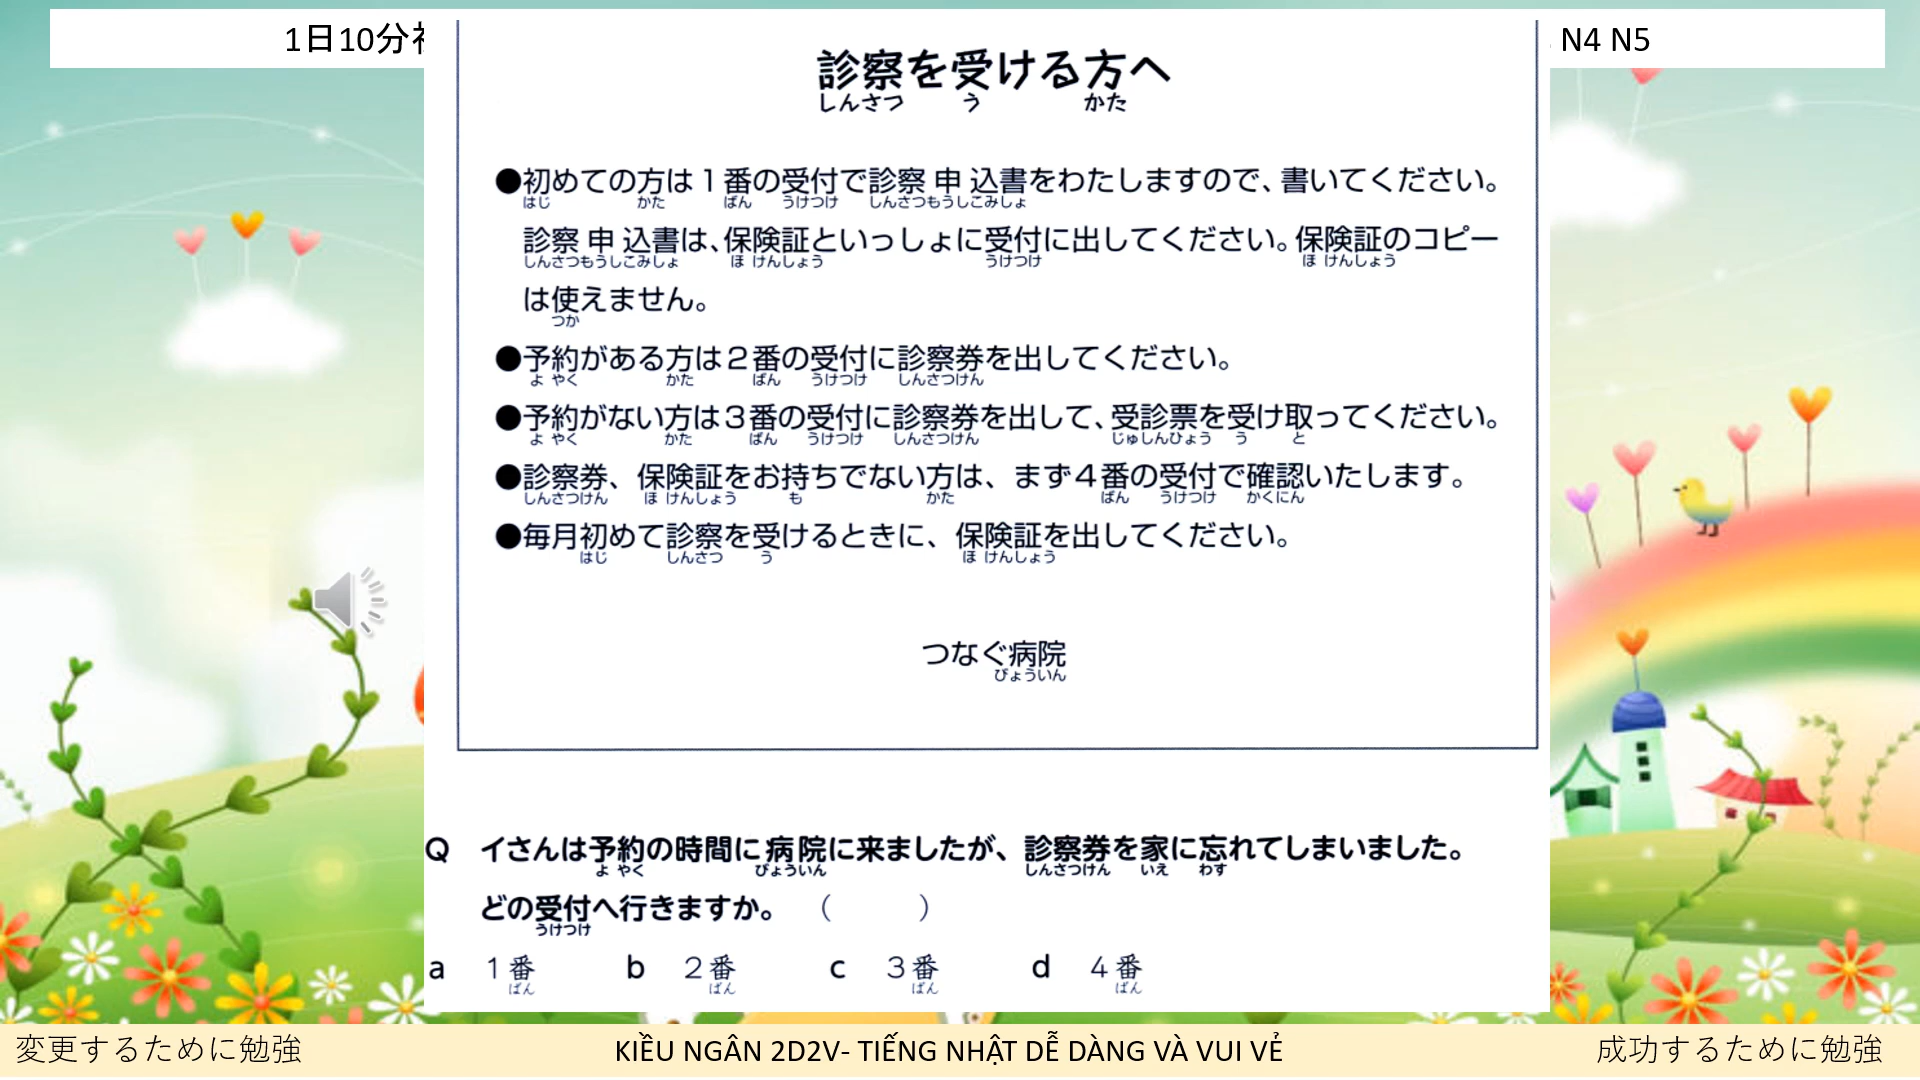 1日10分
N4 N5
診察を受ける方へ
しんさつ う かた
●初めての方は1番の受付で診察申込書をわたしますので、書いてください。
はじ かた ばん うけつけ しんさつもうしこみしょ
診察申込書は、保険証といっしょに受付に出してください。保険証のコピー
しんさつもうしこみしょ ほけんしょう うけつけ ほけんしょう
は使えません。
つか
●予約がある方は2番の受付に診察券を出してください。
よやく かた ばん うけつけ しんさつけん
●予約がない方は3番の受付に診察券を出して、受診票を受け取ってください。
よやく かた ばん うけつけ しんさつけん じゅしんひょう う と
●診察券、保険証をお持ちでない方は、まず4番の受付で確認いたします。
しんさつけん ほけんしょう も かた ばん うけつけ かくにん
●毎月初めて診察を受けるときに、保険証を出してください。
はじ しんさつ う ほけんしょう
つなぐ病院
びょういん
Q イさんは予約の時間に病院に来ましたが、診察券を家に忘れてしまいました。
よやく びょういん しんさつけん いえ わす
どの受付へ行きますか。 （ ）
うけつけ
a 1番 b 2番 c 3番 d 4番
ばん ばん ばん ばん
変更するために勉強 KIỀU NGÂN 2D2V- TIẾNG NHẬT DỄ DÀNG VÀ VUI VẺ 成功するために勉強